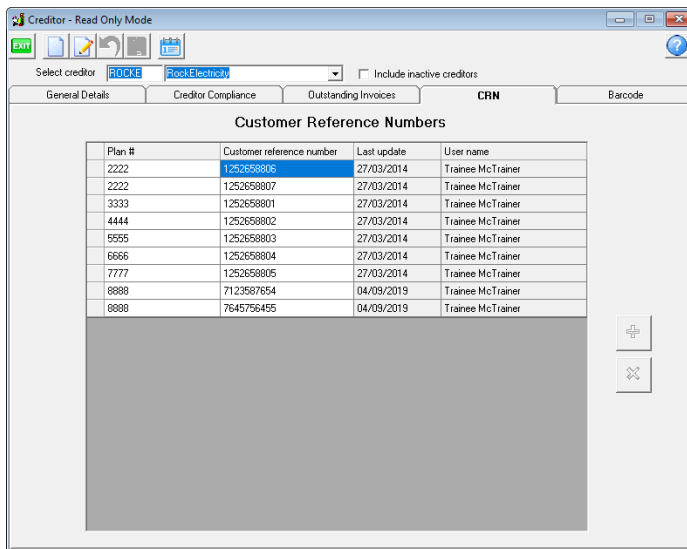 Creditor - Read Only Mode
EXIT
Select creditor ROCKE RockElectricity Include inactive creditors
General Details Creditor Compliance Outstanding Invoices CRN Barcode
Customer Reference Numbers
Plan # Customer reference number Last update User name
2222 1252658806 27/03/2014 Trainee McTrainer
2222 1252658807 27/03/2014 Trainee McTrainer
3333 1252658801 27/03/2014 Trainee McTrainer
4444 1252658802 27/03/2014 Trainee McTrainer
5555 1252658803 27/03/2014 Trainee McTrainer
6666 1252658804 27/03/2014 Trainee McTrainer
7777 1252658805 27/03/2014 Trainee McTrainer
8888 7123587654 04/09/2019 Trainee McTrainer
8888 7645756455 04/09/2019 Trainee McTrainer